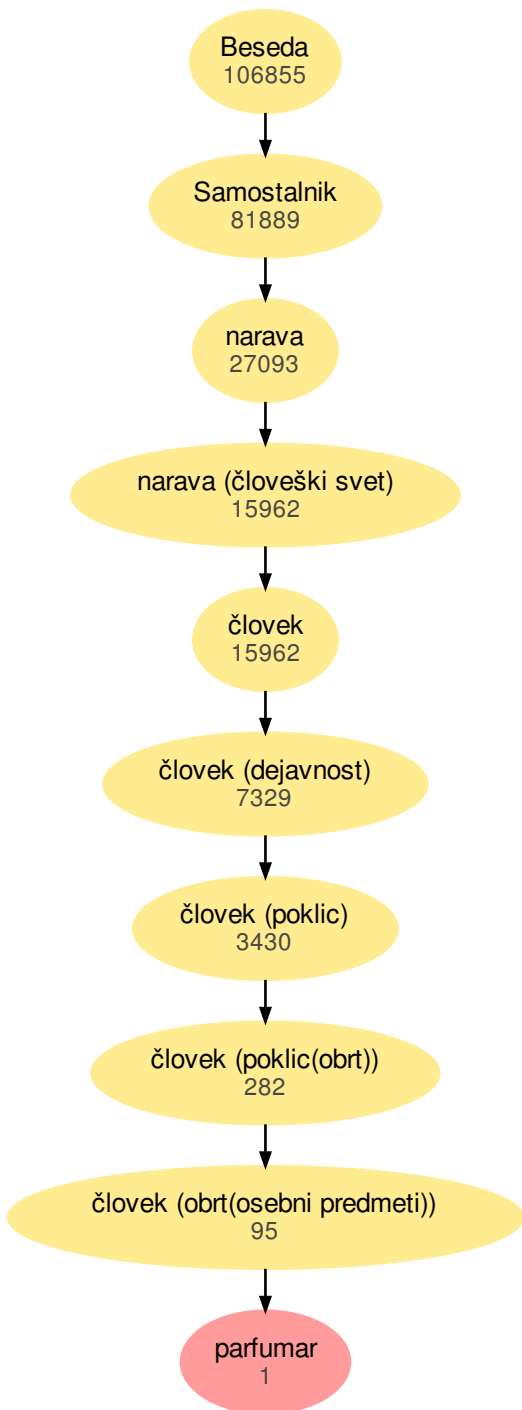 Beseda
106855
Samostalnik
81889
narava
27093
narava (človeški svet)
15962
človek
15962
človek (dejavnost)
7329
človek (poklic)
3430
človek (poklic(obrt))
282
človek (obrt(osebni predmeti))
95
parfumar
1